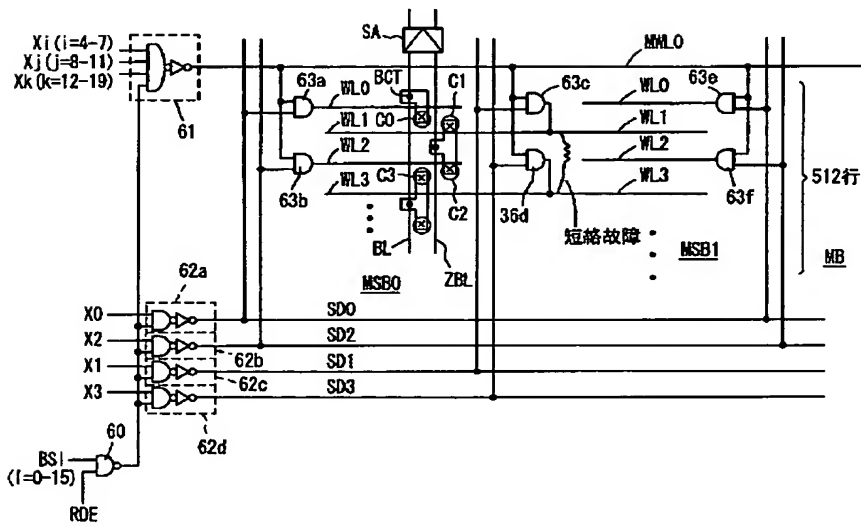 Xi(i=4-7)
Xj(j=8-11)
Xk(k=12-19)
61
SA
MWL0
63a
WL0
BCT
C1
63c
63e
WL0
WL1
C0
WL1
WL2
WL2
63b
WL3
C3
C2
36d
WL3
63f
512行
短絡故障
BL
MSB0
ZBL
MSB1
MB
62a
X0
SD0
X2
SD2
62b
X1
SD1
62c
X3
SD3
62d
60
BSl
(l=0-15)
RDE